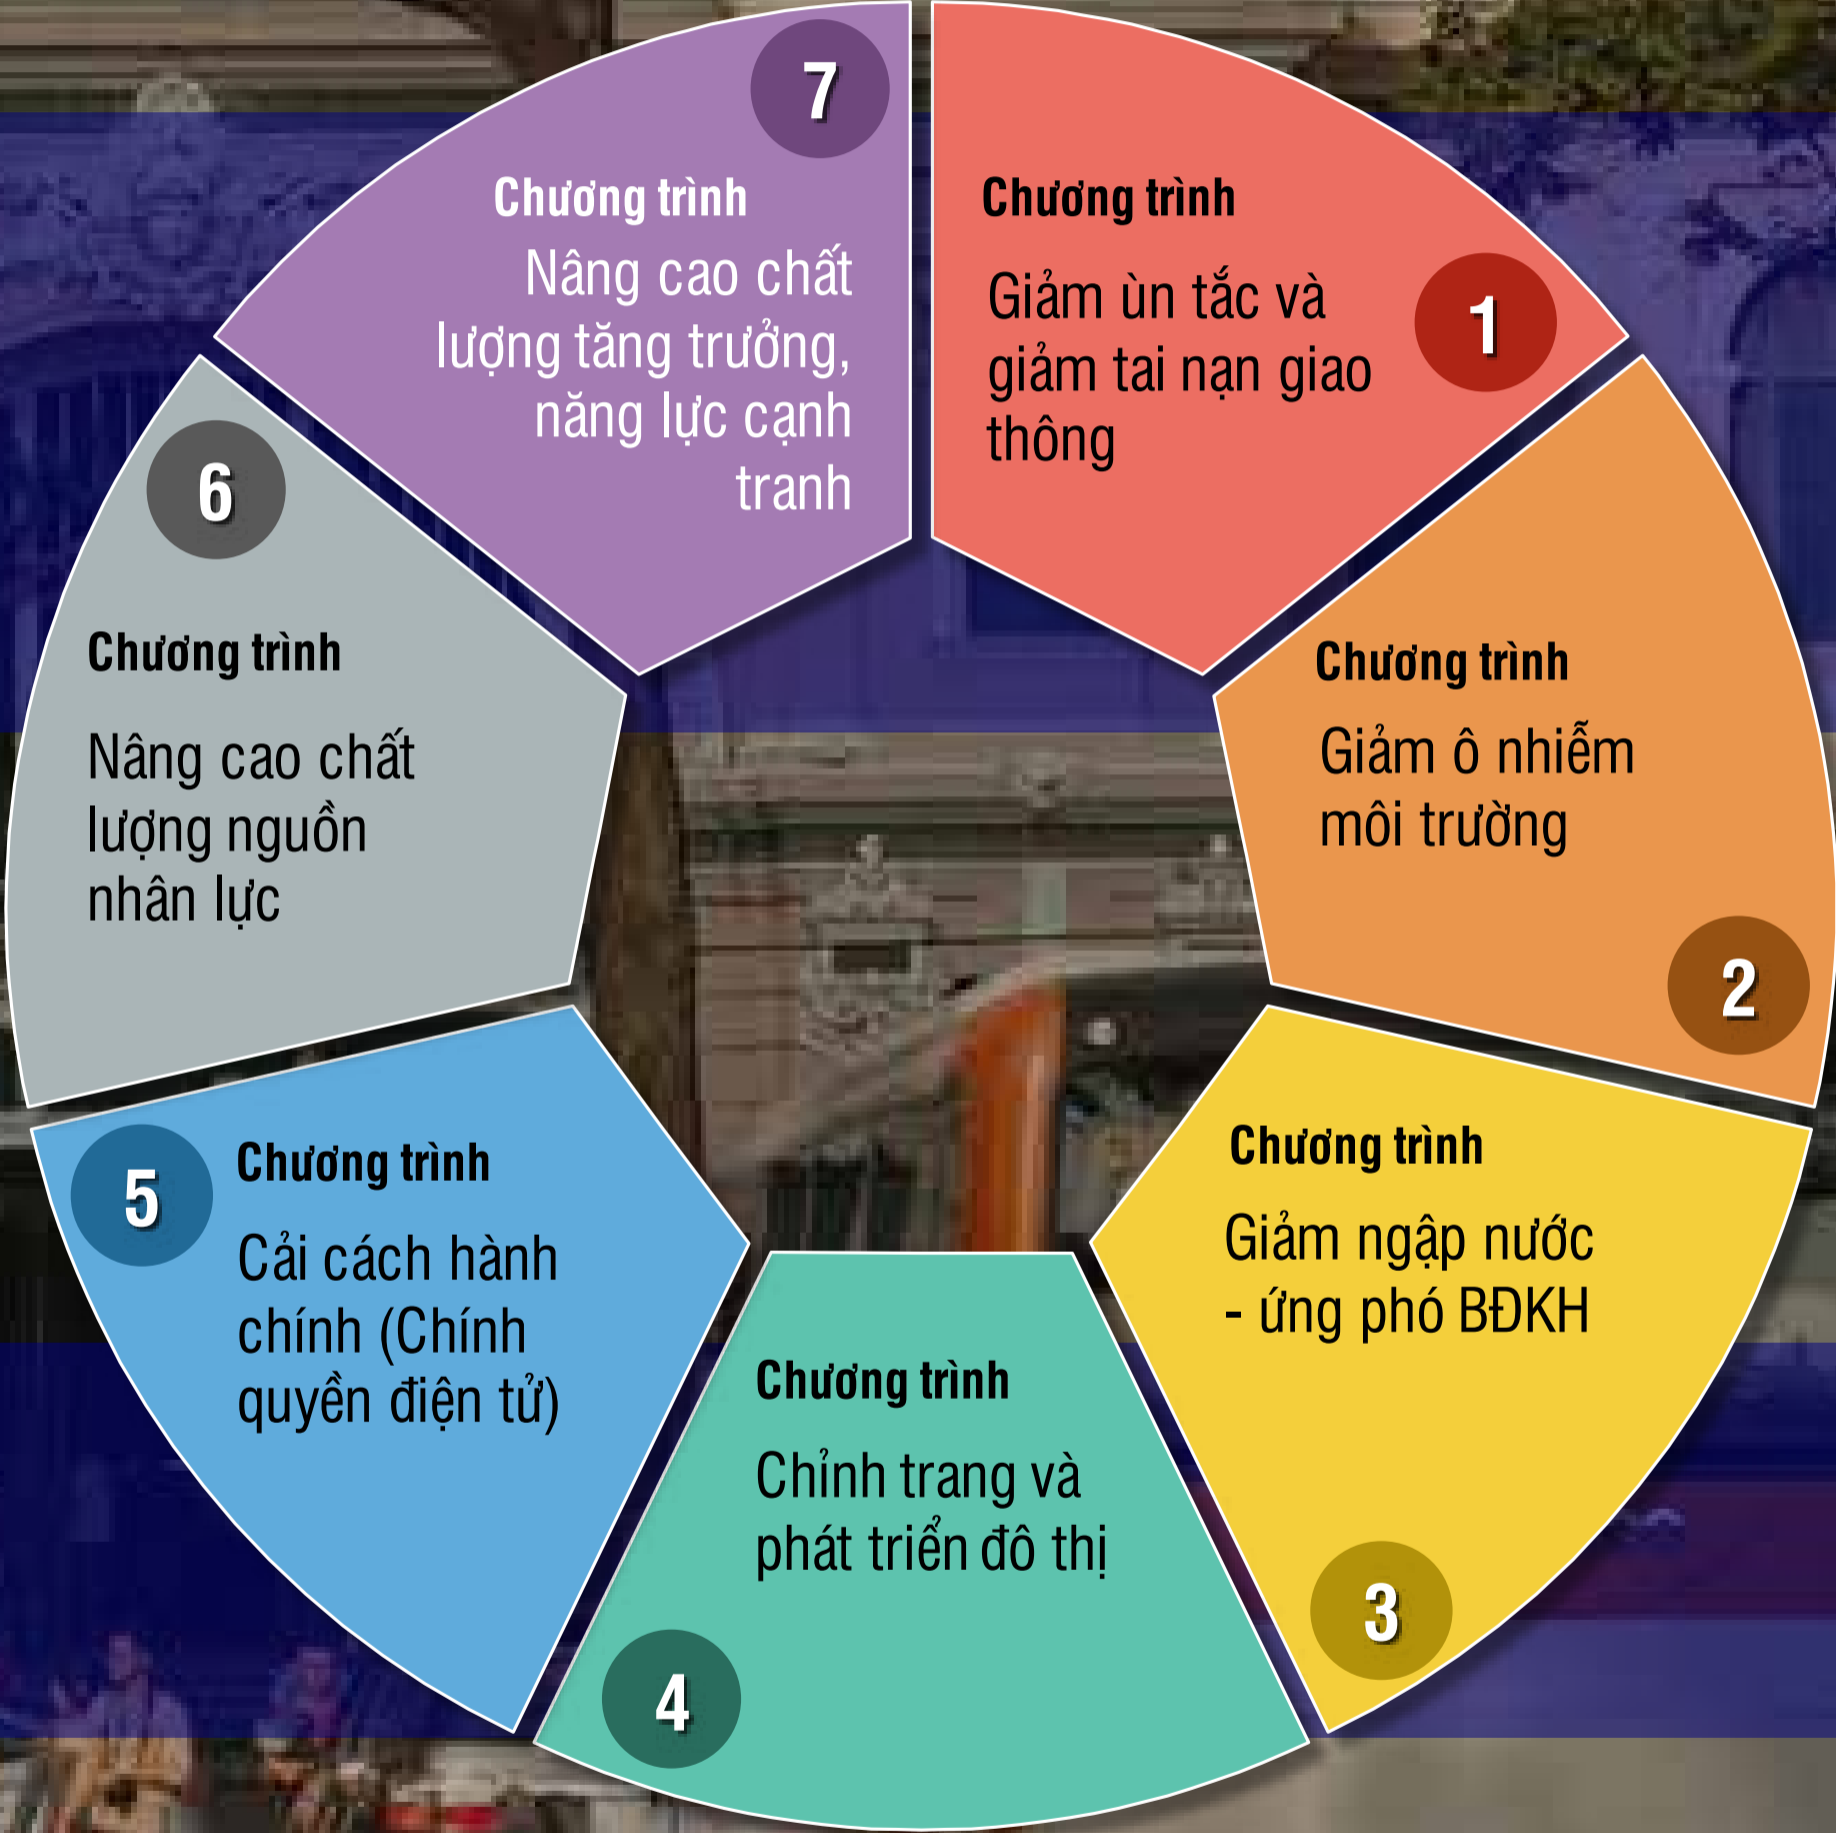 1
Chương trình
Giảm ùn tắc và
giảm tai nạn giao
thông
2
Chương trình
Giảm ô nhiễm
môi trường
3
Chương trình
Giảm ngập nước
- ứng phó BĐKH
4
Chương trình
Chỉnh trang và
phát triển đô thị
5
Chương trình
Cải cách hành
chính (Chính
quyền điện tử)
6
Chương trình
Nâng cao chất
lượng nguồn
nhân lực
7
Chương trình
Nâng cao chất
lượng tăng trưởng,
năng lực cạnh
tranh